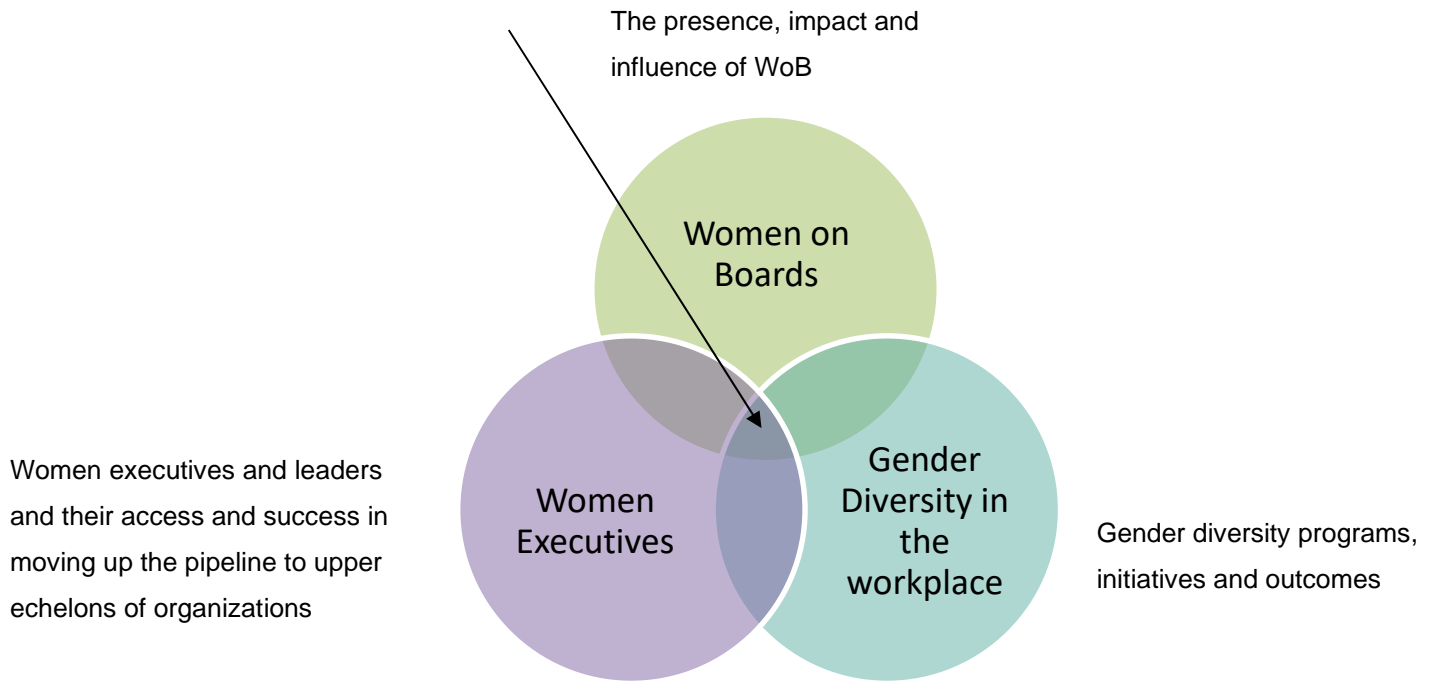 The presence, impact and
influence of WoB
Women on
Boards
Women executives and leaders
and their access and success in
moving up the pipeline to upper
echelons of organizations
Women
Executives
Gender
Diversity in
the
workplace
Gender diversity programs,
initiatives and outcomes